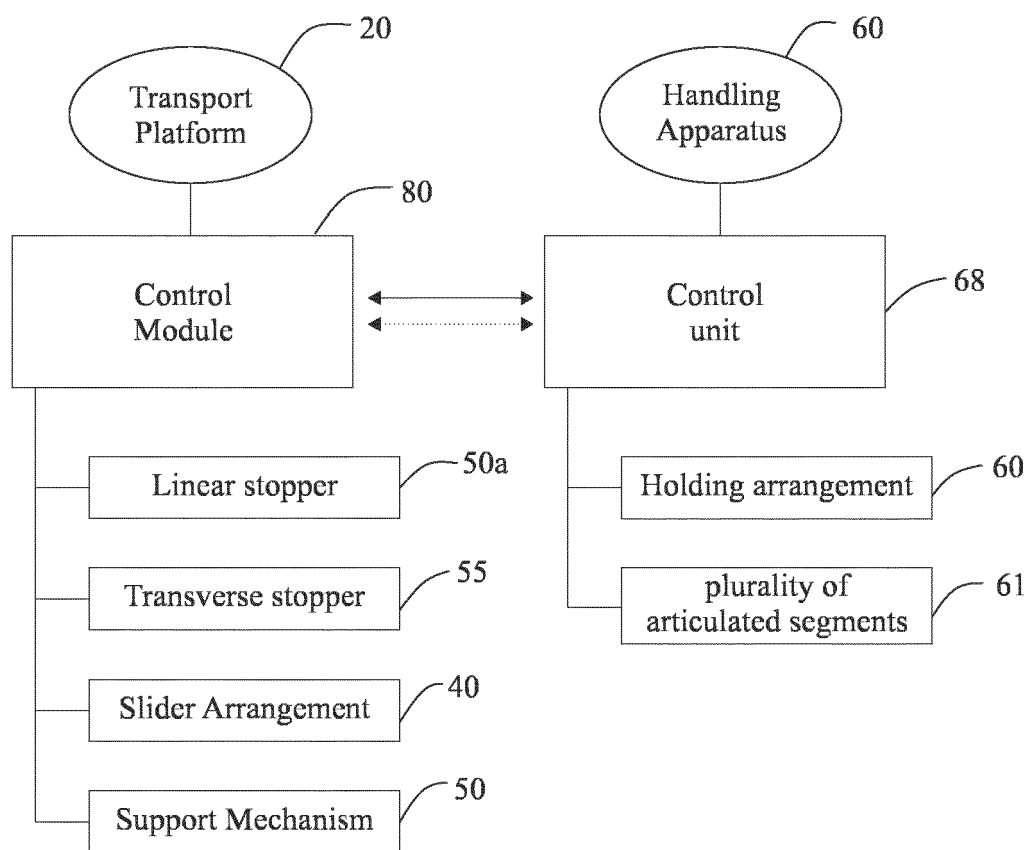 20
60
Transport
Platform
Handling
Apparatus
80
Control
Module
Control
unit
68
Linear stopper
50a
Holding arrangement
60
Transverse stopper
55
plurality of
articulated segments
61
Slider Arrangement
40
Support Mechanism
50